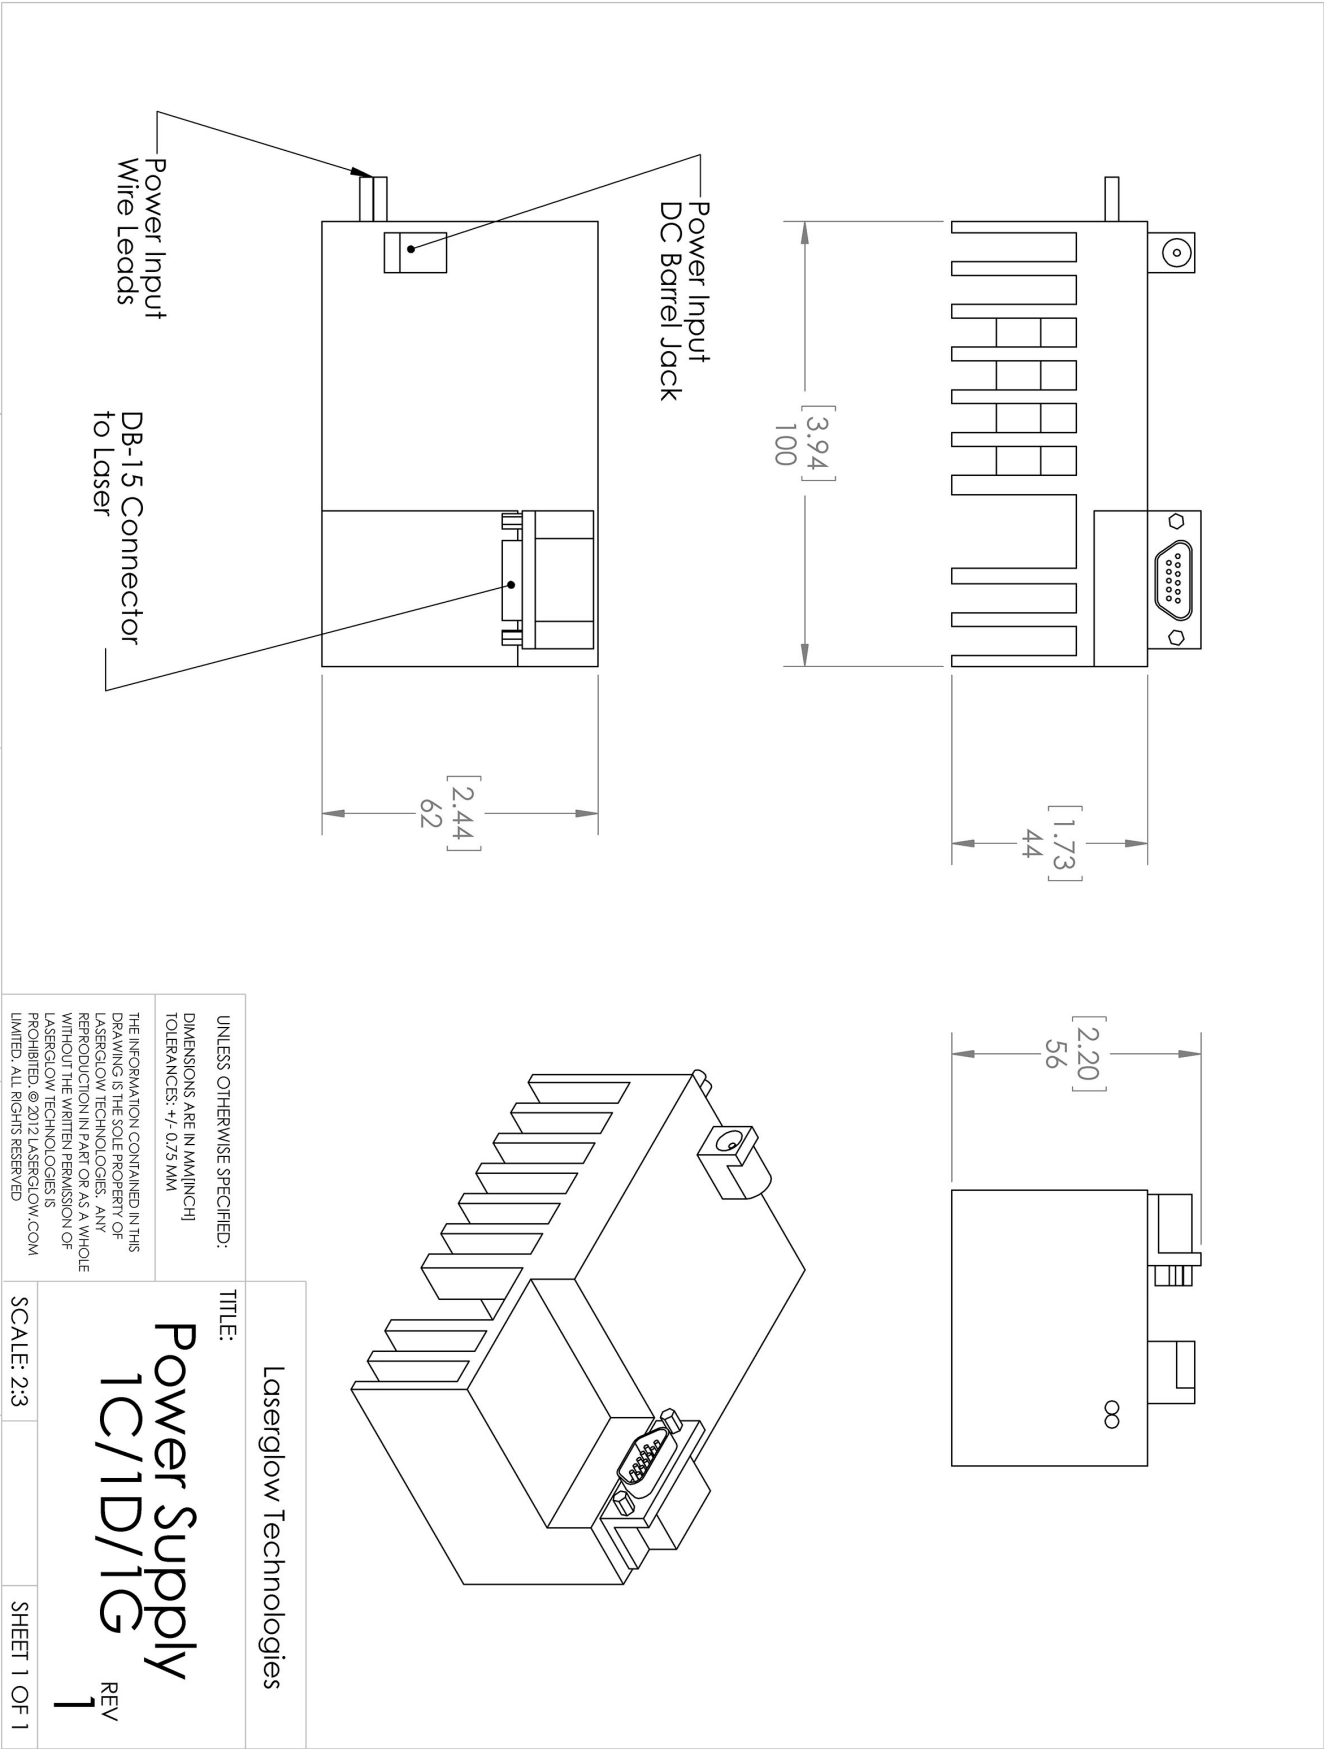 Power Input
DC Barrel Jack
[3.94]
100
[1.73]
44
[2.20]
56
Power Input
Wire Leads
DB-15 Connector
to Laser
[2.44]
62
UNLESS OTHERWISE SPECIFIED:
DIMENSIONS ARE IN MM[INCH]
TOLERANCES: +/- 0.75 MM
THE INFORMATION CONTAINED IN THIS
DRAWING IS THE SOLE PROPERTY OF
LASERGLOW TECHNOLOGIES. ANY
REPRODUCTION IN PART OR AS A WHOLE
WITHOUT THE WRITTEN PERMISSION OF
LASERGLOW TECHNOLOGIES IS
PROHIBITED. © 2012 LASERGLOW.COM
LIMITED. ALL RIGHTS RESERVED
Laserglow Technologies
TITLE:
Power Supply
1C/1D/1G
REV
1
SCALE: 2:3
SHEET 1 OF 1